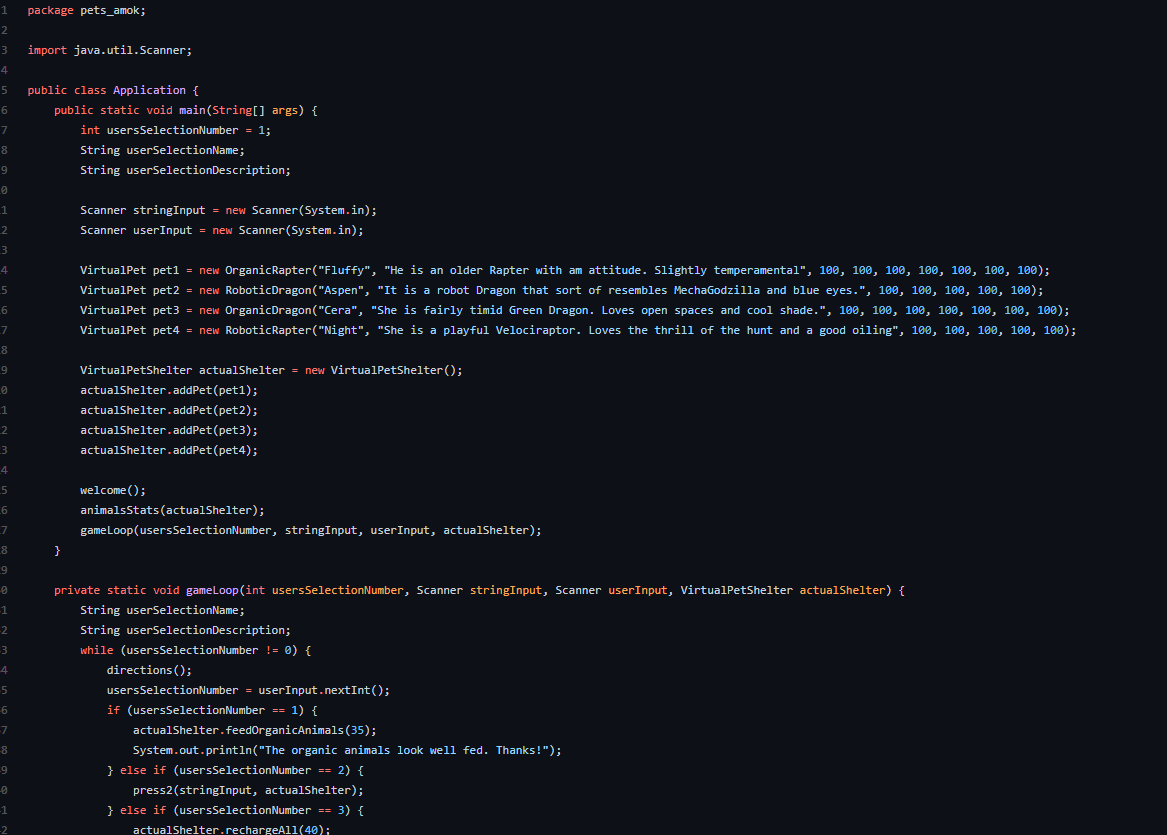 1 package pets_amok;
2
3 import java.util.Scanner;
4
5 public class Application {
6 public static void main(String[] args) {
7 int usersSelectionNumber = 1;
8 String userSelectionName;
9 String userSelectionDescription;
0
1 Scanner stringInput = new Scanner(System.in);
2 Scanner userInput = new Scanner(System.in);
3
4 VirtualPet pet1 = new OrganicRapter("Fluffy", "He is an older Rapter with am attitude. Slightly temperamental", 100, 100, 100, 100, 100, 100, 100);
5 VirtualPet pet2 = new RoboticDragon("Aspen", "It is a robot Dragon that sort of resembles MechaGodzilla and blue eyes.", 100, 100, 100, 100, 100);
6 VirtualPet pet3 = new OrganicDragon("Cera", "She is fairly timid Green Dragon. Loves open spaces and cool shade.", 100, 100, 100, 100, 100, 100, 100);
7 VirtualPet pet4 = new RoboticRapter("Night", "She is a playful Velociraptor. Loves the thrill of the hunt and a good oiling", 100, 100, 100, 100, 100);
8
9 VirtualPetShelter actualShelter = new VirtualPetShelter();
0 actualShelter.addPet(pet1);
1 actualShelter.addPet(pet2);
2 actualShelter.addPet(pet3);
3 actualShelter.addPet(pet4);
4
5 welcome();
6 animalsStats(actualShelter);
7 gameLoop(usersSelectionNumber, stringInput, userInput, actualShelter);
8 }
9
0 private static void gameLoop(int usersSelectionNumber, Scanner stringInput, Scanner userInput, VirtualPetShelter actualShelter) {
1 String userSelectionName;
2 String userSelectionDescription;
3 while (usersSelectionNumber != 0) {
4 directions();
5 usersSelectionNumber = userInput.nextInt();
6 if (usersSelectionNumber == 1) {
7 actualShelter.feedOrganicAnimals(35);
8 System.out.println("The organic animals look well fed. Thanks!");
9 } else if (usersSelectionNumber == 2) {
0 press2(stringInput, actualShelter);
1 } else if (usersSelectionNumber == 3) {
2 actualShelter.rechargeAll(40);